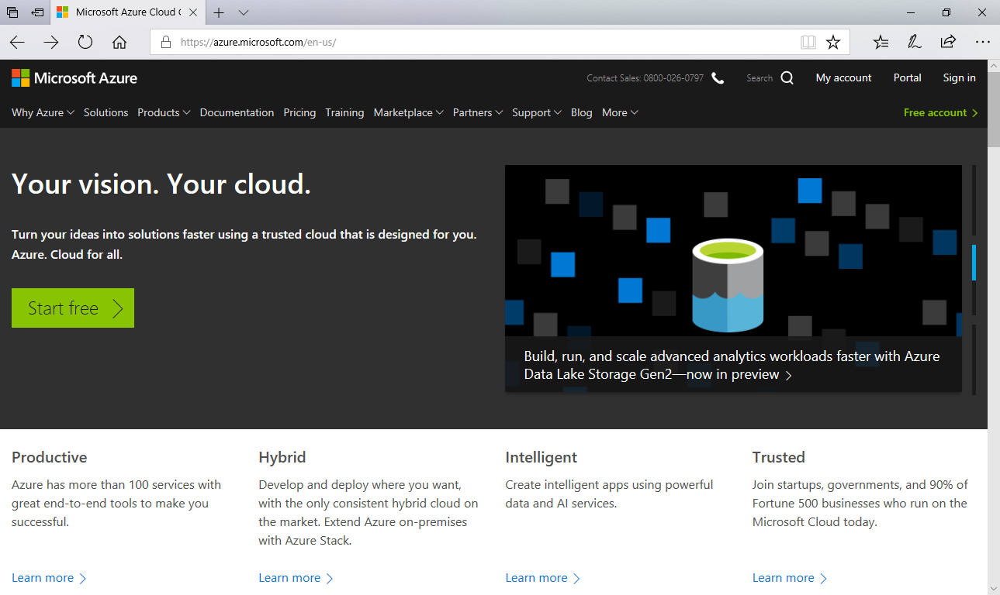 Microsoft Azure Cloud C
https://azure.microsoft.com/en-us/
Microsoft Azure
Contact Sales: 0800-026-0797
Search
My account
Portal
Sign in
Why Azure
Solutions
Products
Documentation
Pricing
Training
Marketplace
Partners
Support
Blog
More
Free account
Your vision. Your cloud.
Turn your ideas into solutions faster using a trusted cloud that is designed for you.
Azure. Cloud for all.
Start free
Build, run, and scale advanced analytics workloads faster with Azure
Data Lake Storage Gen2—now in preview
Productive
Azure has more than 100 services with
great end-to-end tools to make you
successful.
Learn more
Hybrid
Develop and deploy where you want,
with the only consistent hybrid cloud on
the market. Extend Azure on-premises
with Azure Stack.
Learn more
Intelligent
Create intelligent apps using powerful
data and AI services.
Learn more
Trusted
Join startups, governments, and 90% of
Fortune 500 businesses who run on the
Microsoft Cloud today.
Learn more